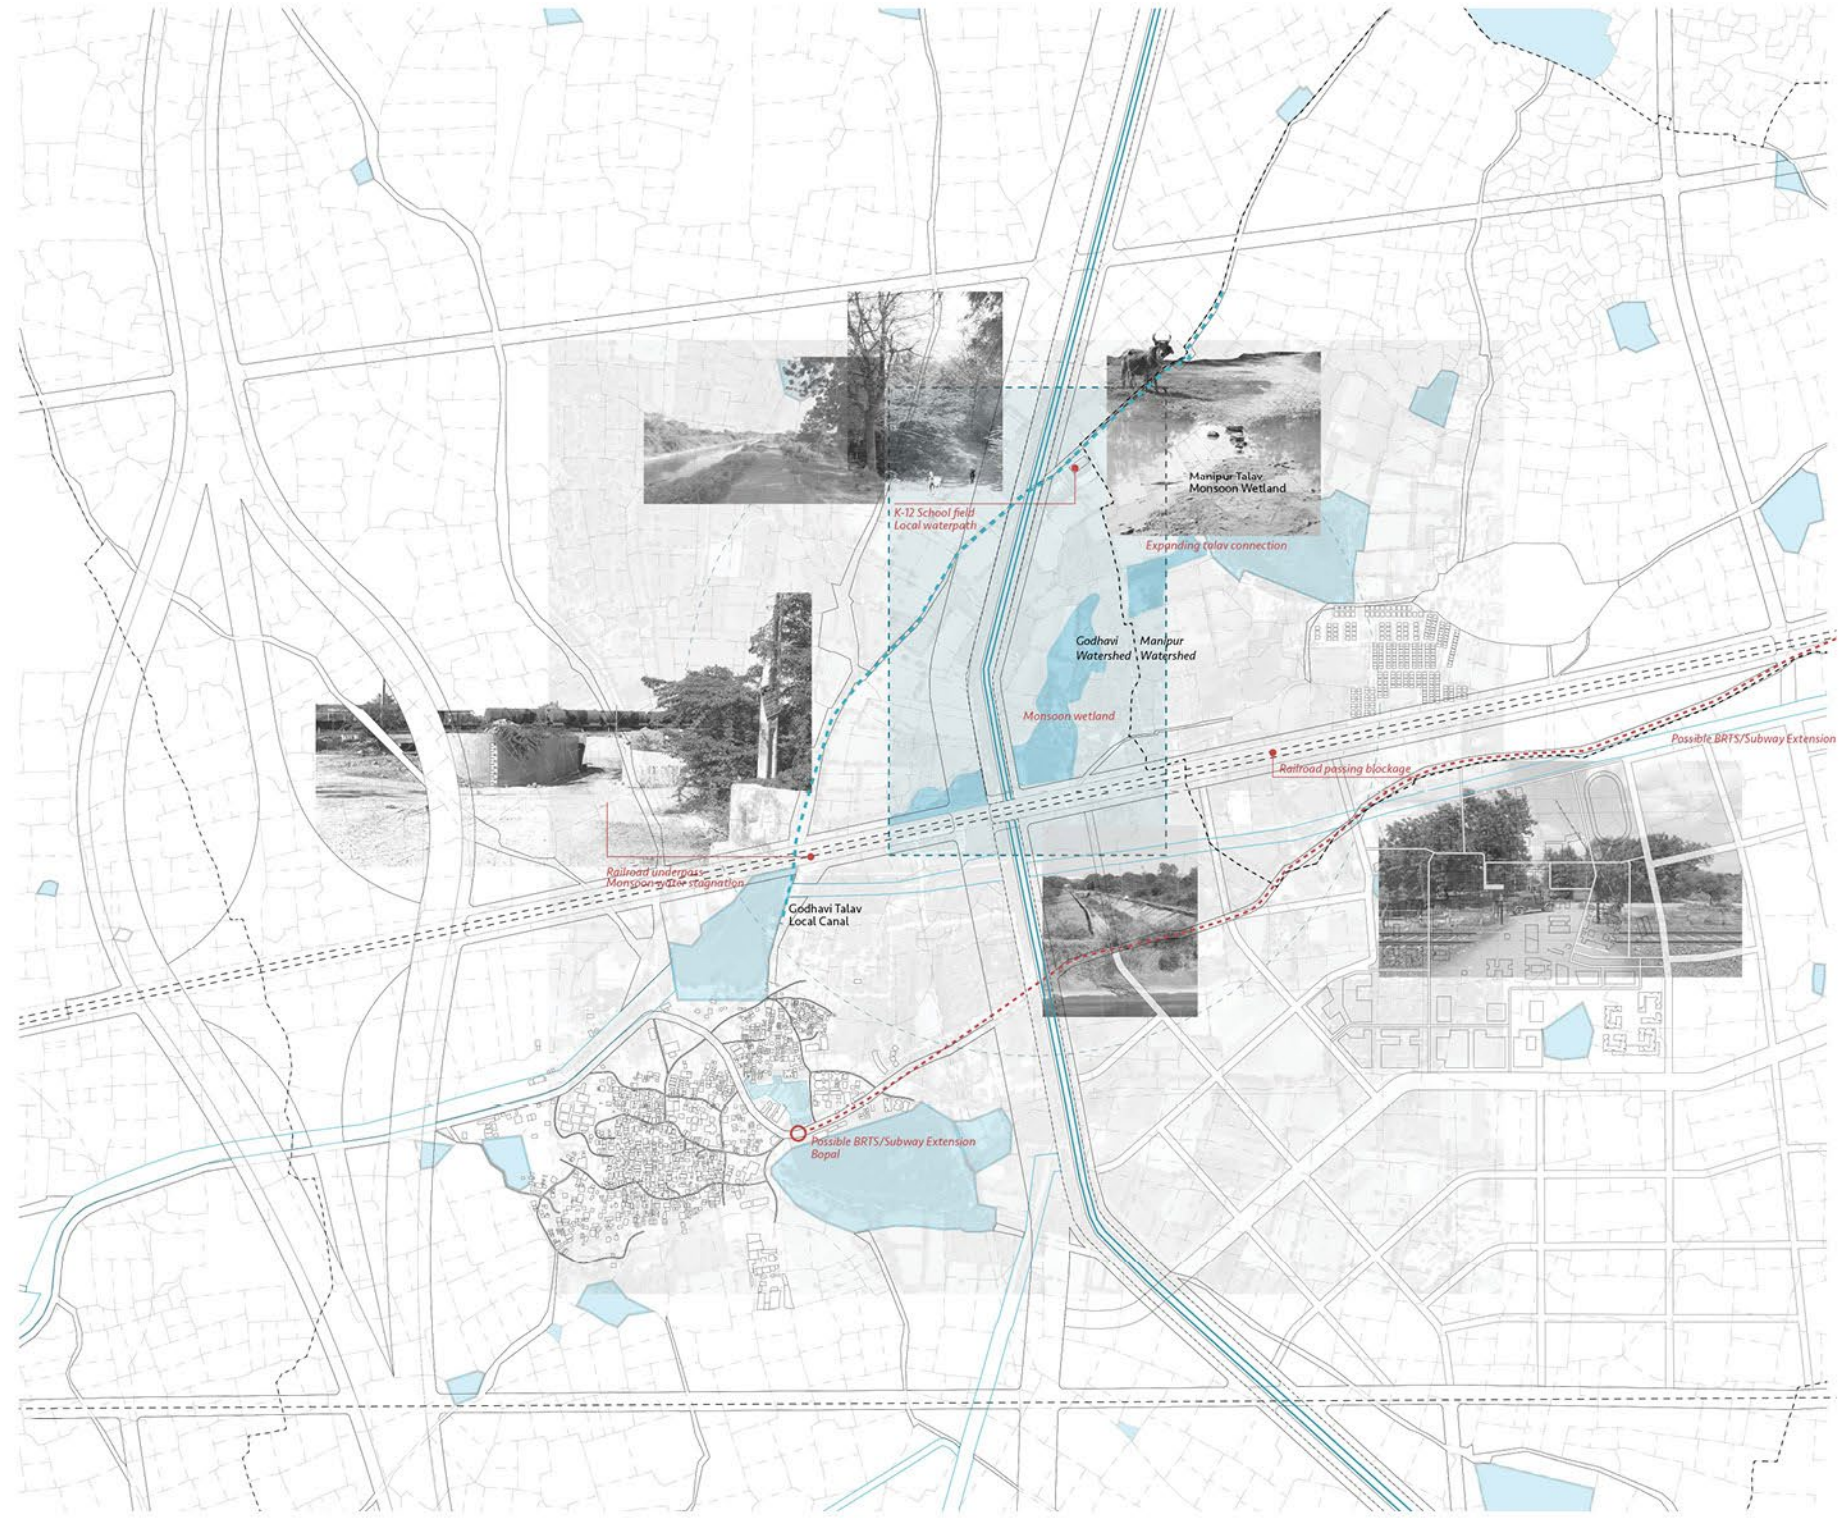 Manipur Talav
Monsoon Wetland
K-12 School field
Local waterpath
Expanding talav connection
Godhavi
Watershed
Manipur
Watershed
Monsoon wetland
Possible BRTS/Subway Extension
Railroad passing blockage
Railroad underpass
Monsoon water stagnation
Godhavi Talav
Local Canal
Possible BRTS/Subway Extension
Bopal